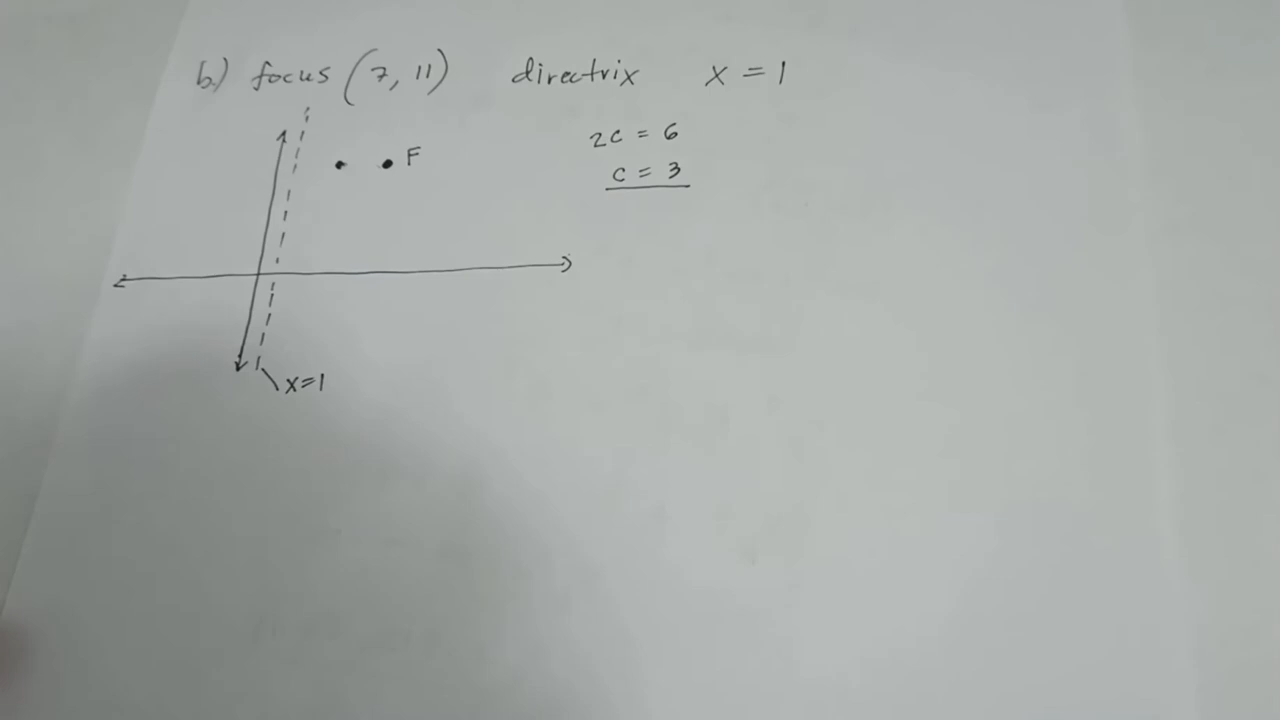 b.) focus (7, 11) directrix x = 1
2c = 6
F
c = 3
x=1